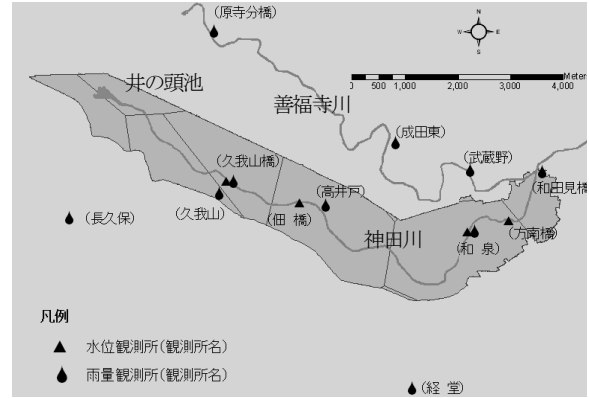 (原寺分橋)
N
W E
S
井の頭池
Meters
0 500 1,000 2,000 3,000 4,000
善福寺川
(成田東)
(武蔵野)
(久我山橋)
(和田見橋
(久我山)
(高井戸)
(長久保)
(佃 橋)
(方南橋)
神田川
(和 泉)
凡例
水位観測所(観測所名)
雨量観測所(観測所名)
(経 堂)